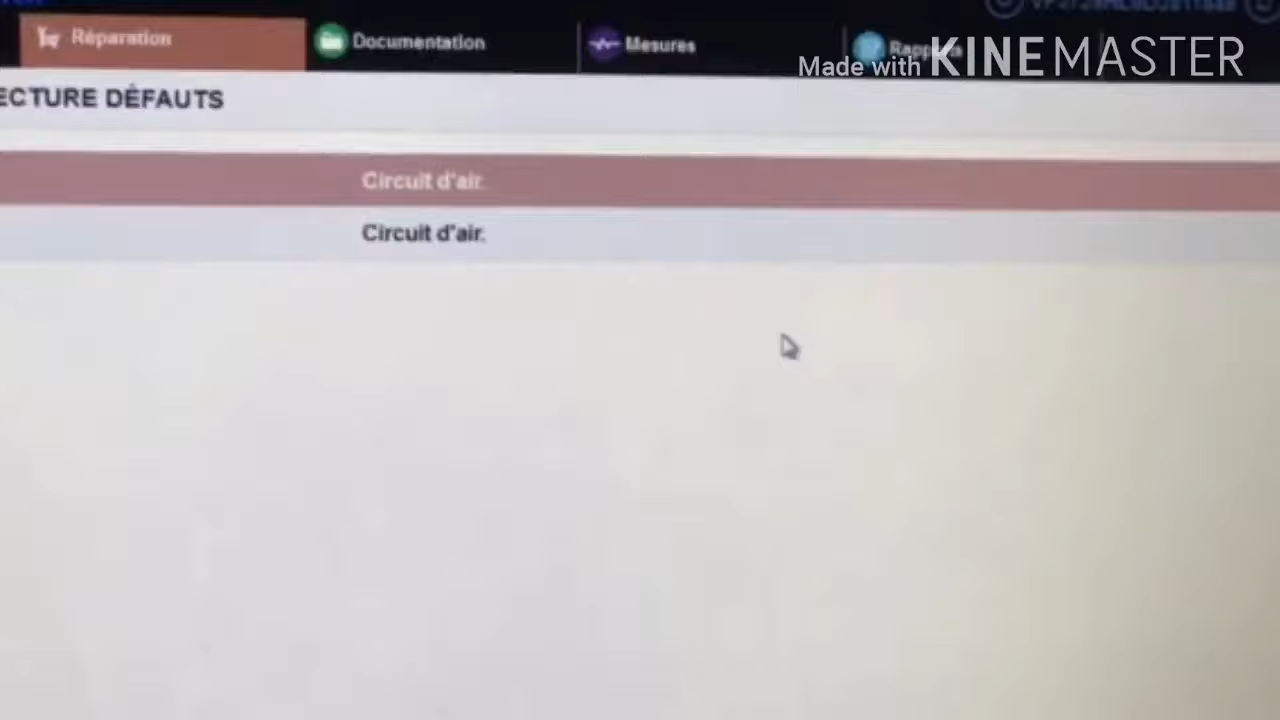 Réparation
Documentation
Mesures
Made with KINEMASTER
ECTURE DÉFAUTS
Circuit d'air.
Circuit d'air.